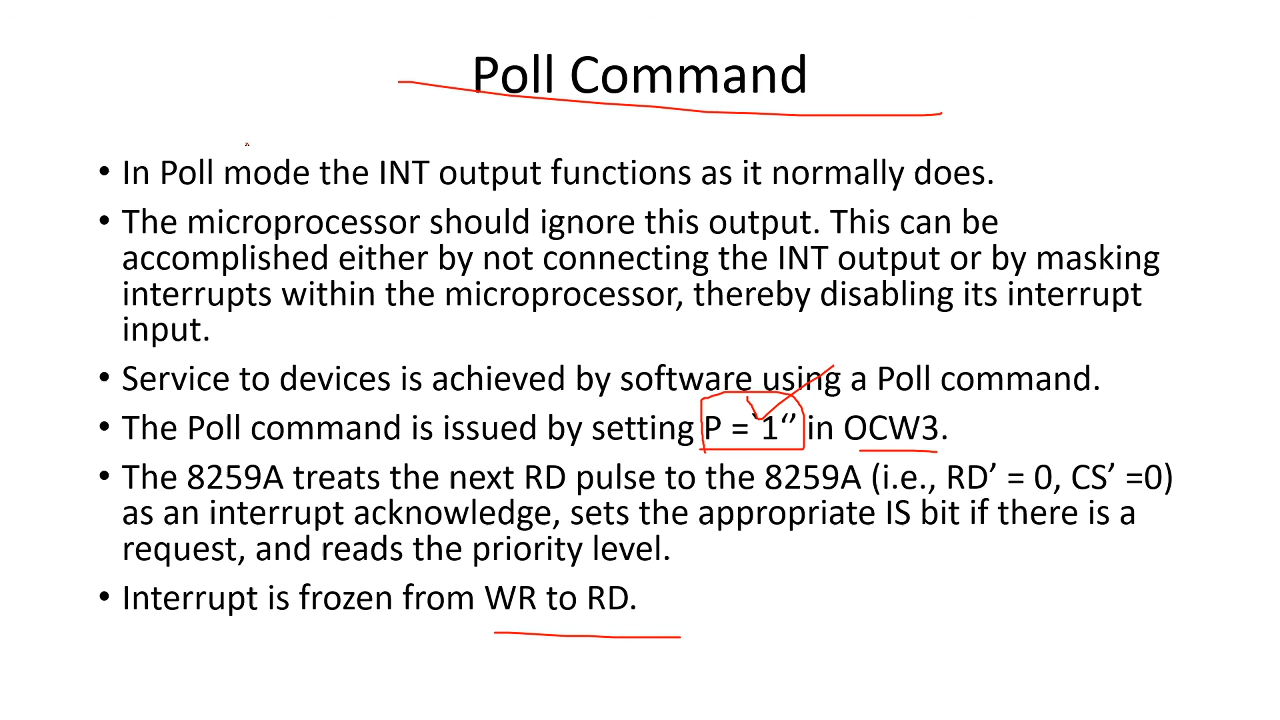 Poll Command
• In Poll mode the INT output functions as it normally does.
• The microprocessor should ignore this output. This can be
accomplished either by not connecting the INT output or by masking
interrupts within the microprocessor, thereby disabling its interrupt
input.
• Service to devices is achieved by software using a Poll command.
• The Poll command is issued by setting P = `1‘’ in OCW3.
• The 8259A treats the next RD pulse to the 8259A (i.e., RD’ = 0, CS’ =0)
as an interrupt acknowledge, sets the appropriate IS bit if there is a
request, and reads the priority level.
• Interrupt is frozen from WR to RD.